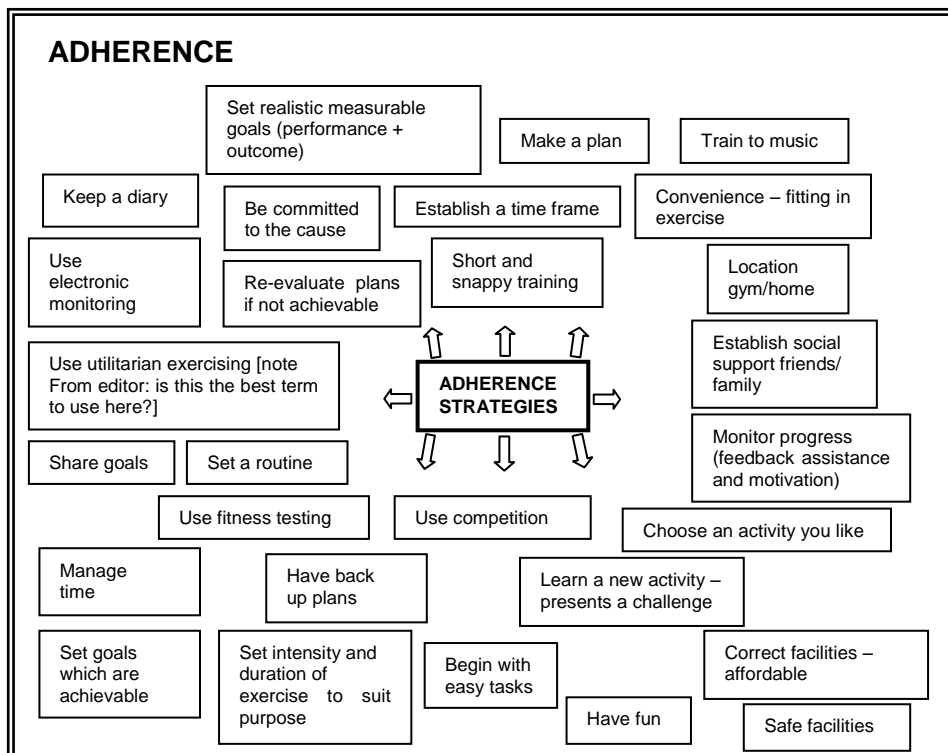 ADHERENCE
Set realistic measurable
goals (performance +
outcome)
Make a plan
Train to music
Keep a diary
Be committed
to the cause
Establish a time frame
Convenience – fitting in
exercise
Use
electronic
monitoring
Re-evaluate plans
if not achievable
Short and
snappy training
Location
gym/home
Use utilitarian exercising [note
From editor: is this the best term
to use here?]
ADHERENCE
STRATEGIES
Establish social
support friends/
family
Share goals
Set a routine
Monitor progress
(feedback assistance
and motivation)
Use fitness testing
Use competition
Choose an activity you like
Manage
time
Have back
up plans
Learn a new activity –
presents a challenge
Set goals
which are
achievable
Set intensity and
duration of
exercise to suit
purpose
Begin with
easy tasks
Correct facilities –
affordable
Have fun
Safe facilities